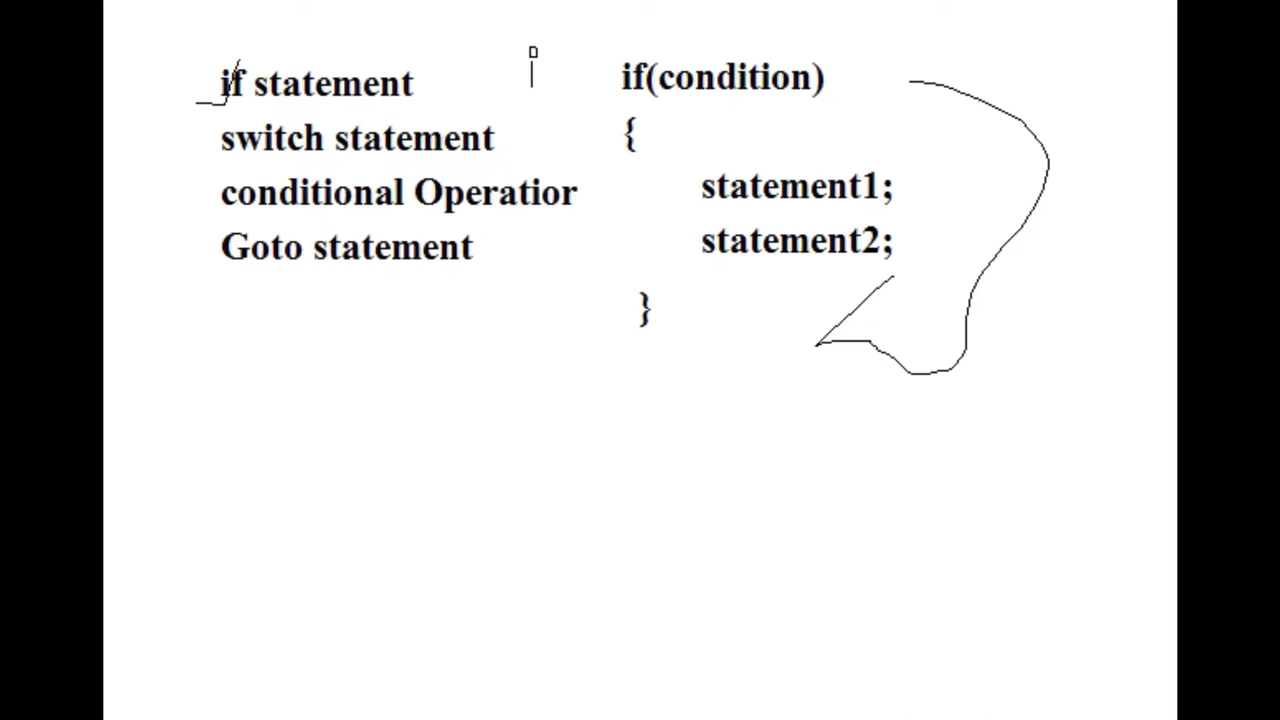 if statement
switch statement
conditional Operatior
Goto statement
if(condition)
{
statement1;
statement2;
}